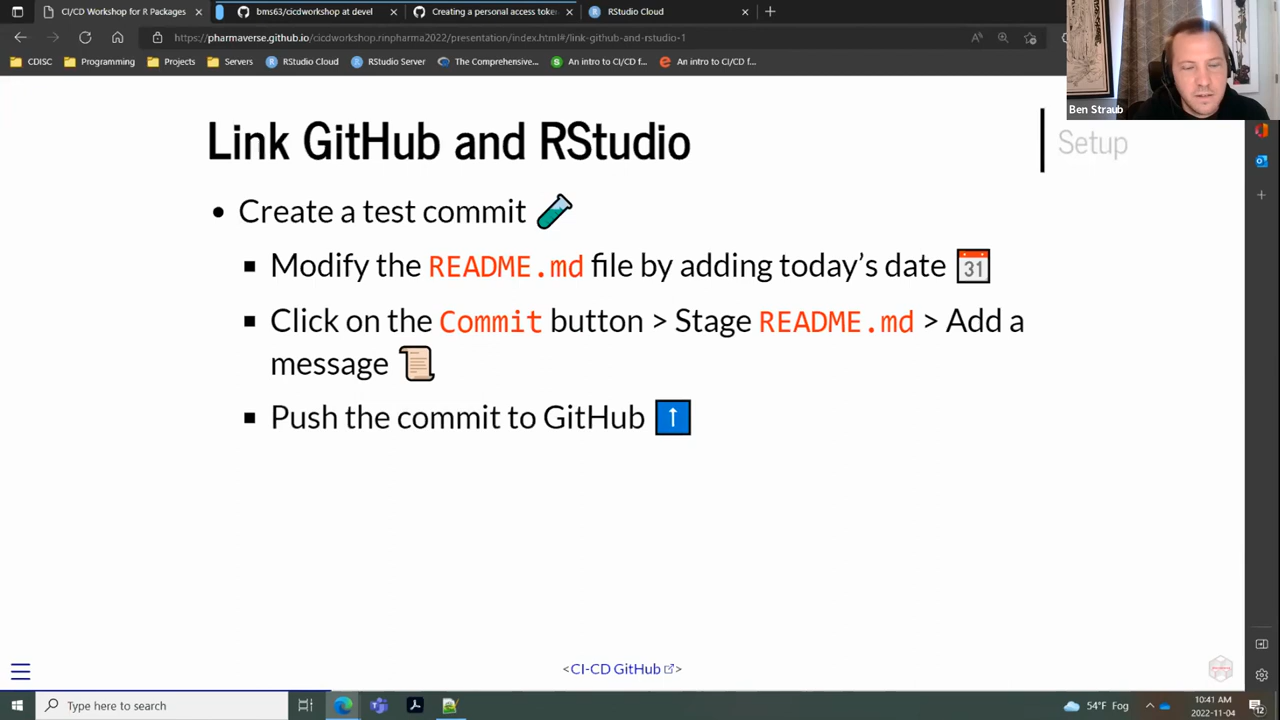 CI/CD Workshop for R Packages
bms63/cicdworkshop at devel
Creating a personal access toke
RStudio Cloud
https://pharmaverse.github.io/cicdworkshop.rinpharma2022/presentation/index.html#/link-github-and-rstudio-1
CDISC
Programming
Projects
Servers
RStudio Cloud
RStudio Server
The Comprehensive...
An intro to CI/CD f...
An intro to CI/CD f...
Ben Straub
Link GitHub and RStudio
Setup
• Create a test commit
▪ Modify the README.md file by adding today's date 31
▪ Click on the Commit button > Stage README.md > Add a
message
▪ Push the commit to GitHub ↑
<CI-CD GitHub>
Type here to search
54°F Fog
10:41 AM
2022-11-04
12